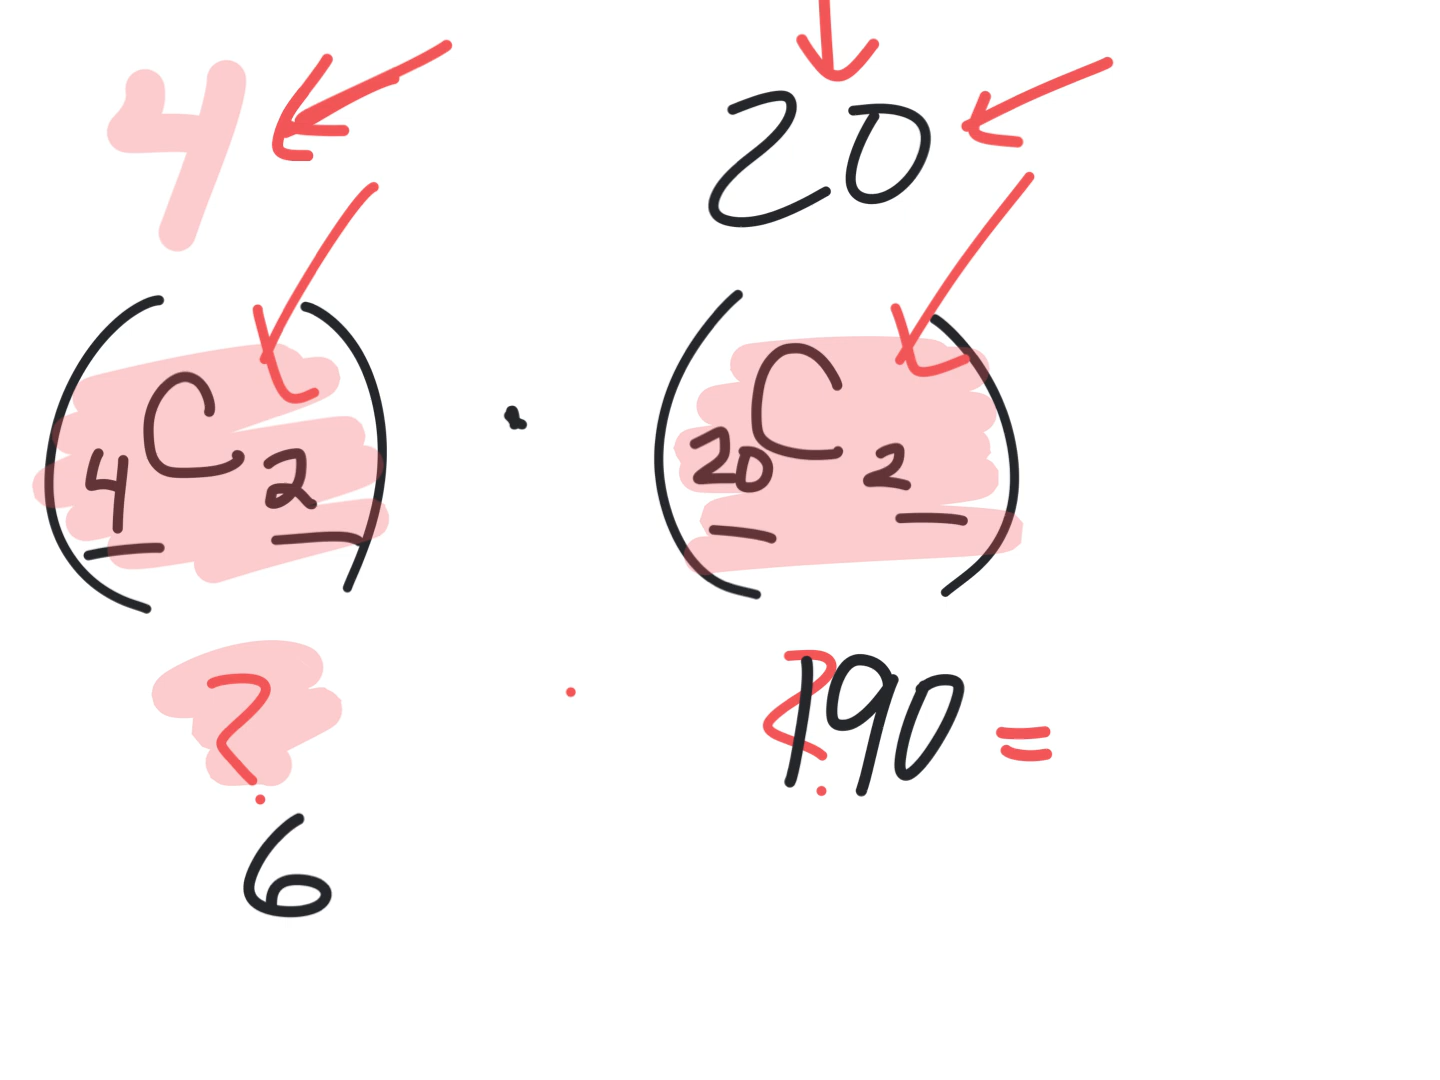 4 20
(4C2) · (20C2)
? · ? 190 =
6